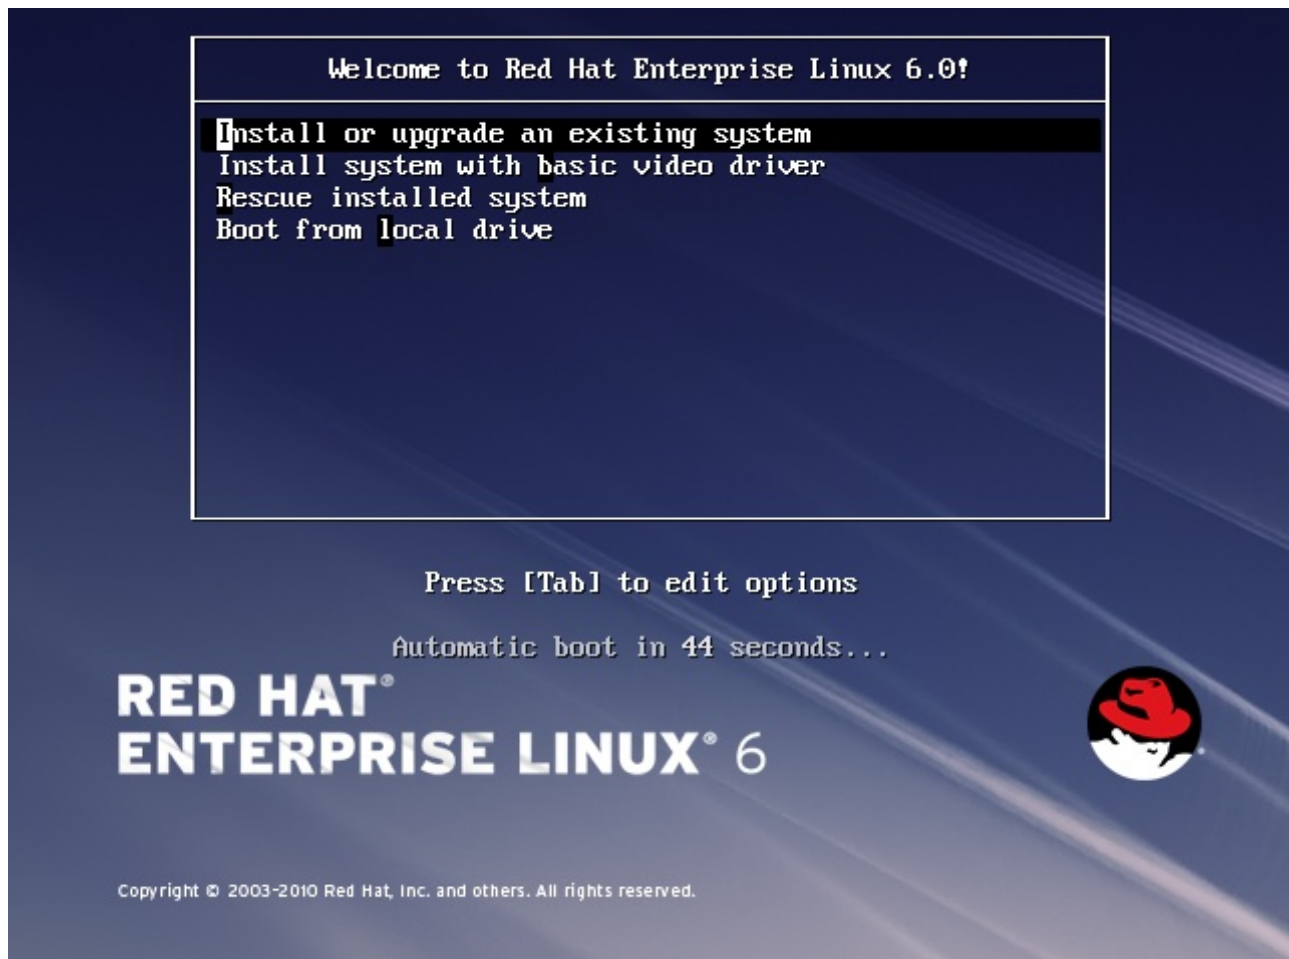 Welcome to Red Hat Enterprise Linux 6.0!
Install or upgrade an existing system
Install system with basic video driver
Rescue installed system
Boot from local drive
Press [Tab] to edit options
Automatic boot in 44 seconds...
RED HAT®
ENTERPRISE LINUX® 6
Copyright © 2003-2010 Red Hat, Inc. and others. All rights reserved.